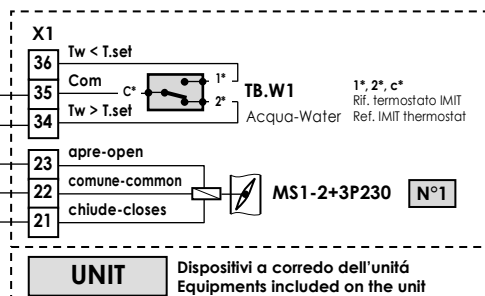 X1
36 Tw < T.set
35 Com C* 1* 2* TB.W1
34 Tw > T.set
Acqua-Water
1*, 2*, c*
Rif. termostato IMIT
Ref. IMIT thermostat
23 apre-open
22 comune-common
21 chiude-closes
MS1-2+3P230 N°1
UNIT
Dispositivi a corredo dell'unitá
Equipments included on the unit